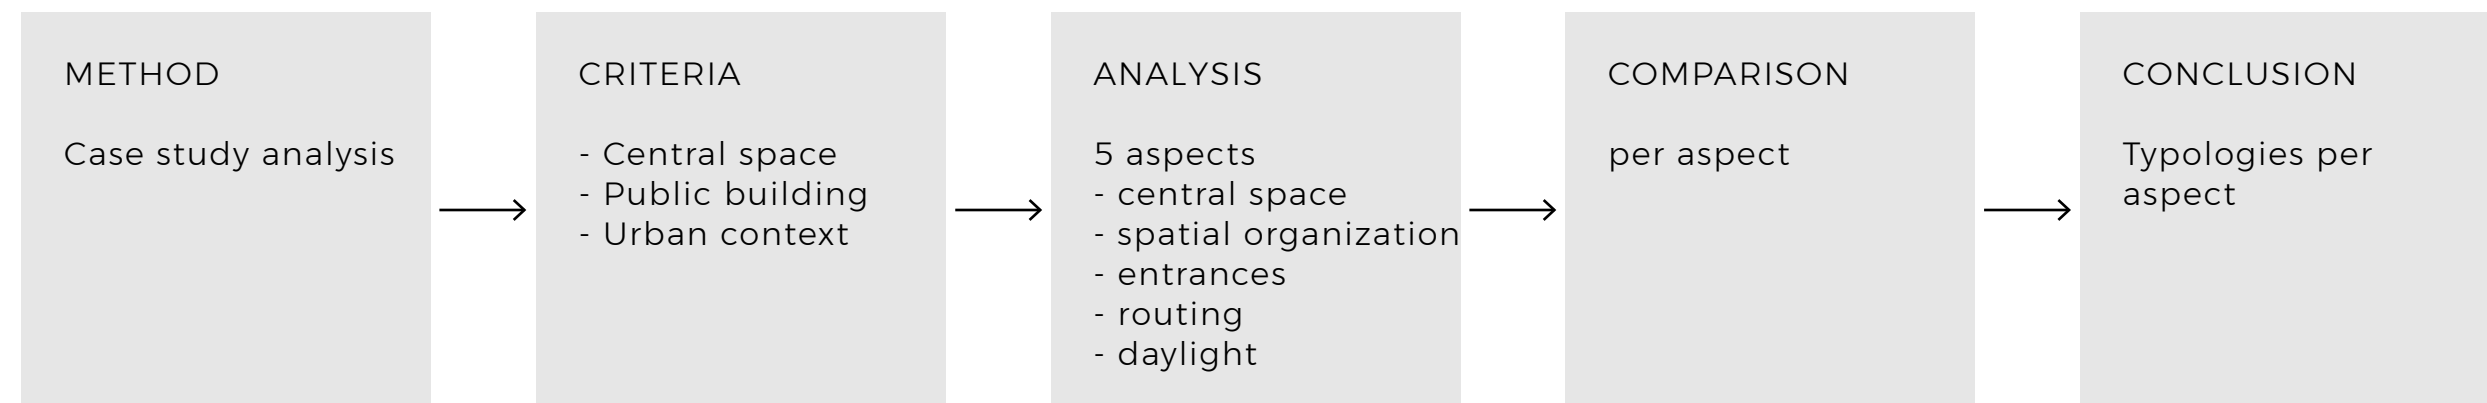 METHOD
Case study analysis
CRITERIA
- Central space
- Public building
- Urban context
ANALYSIS
5 aspects
- central space
- spatial organization
- entrances
- routing
- daylight
COMPARISON
per aspect
CONCLUSION
Typologies per
aspect